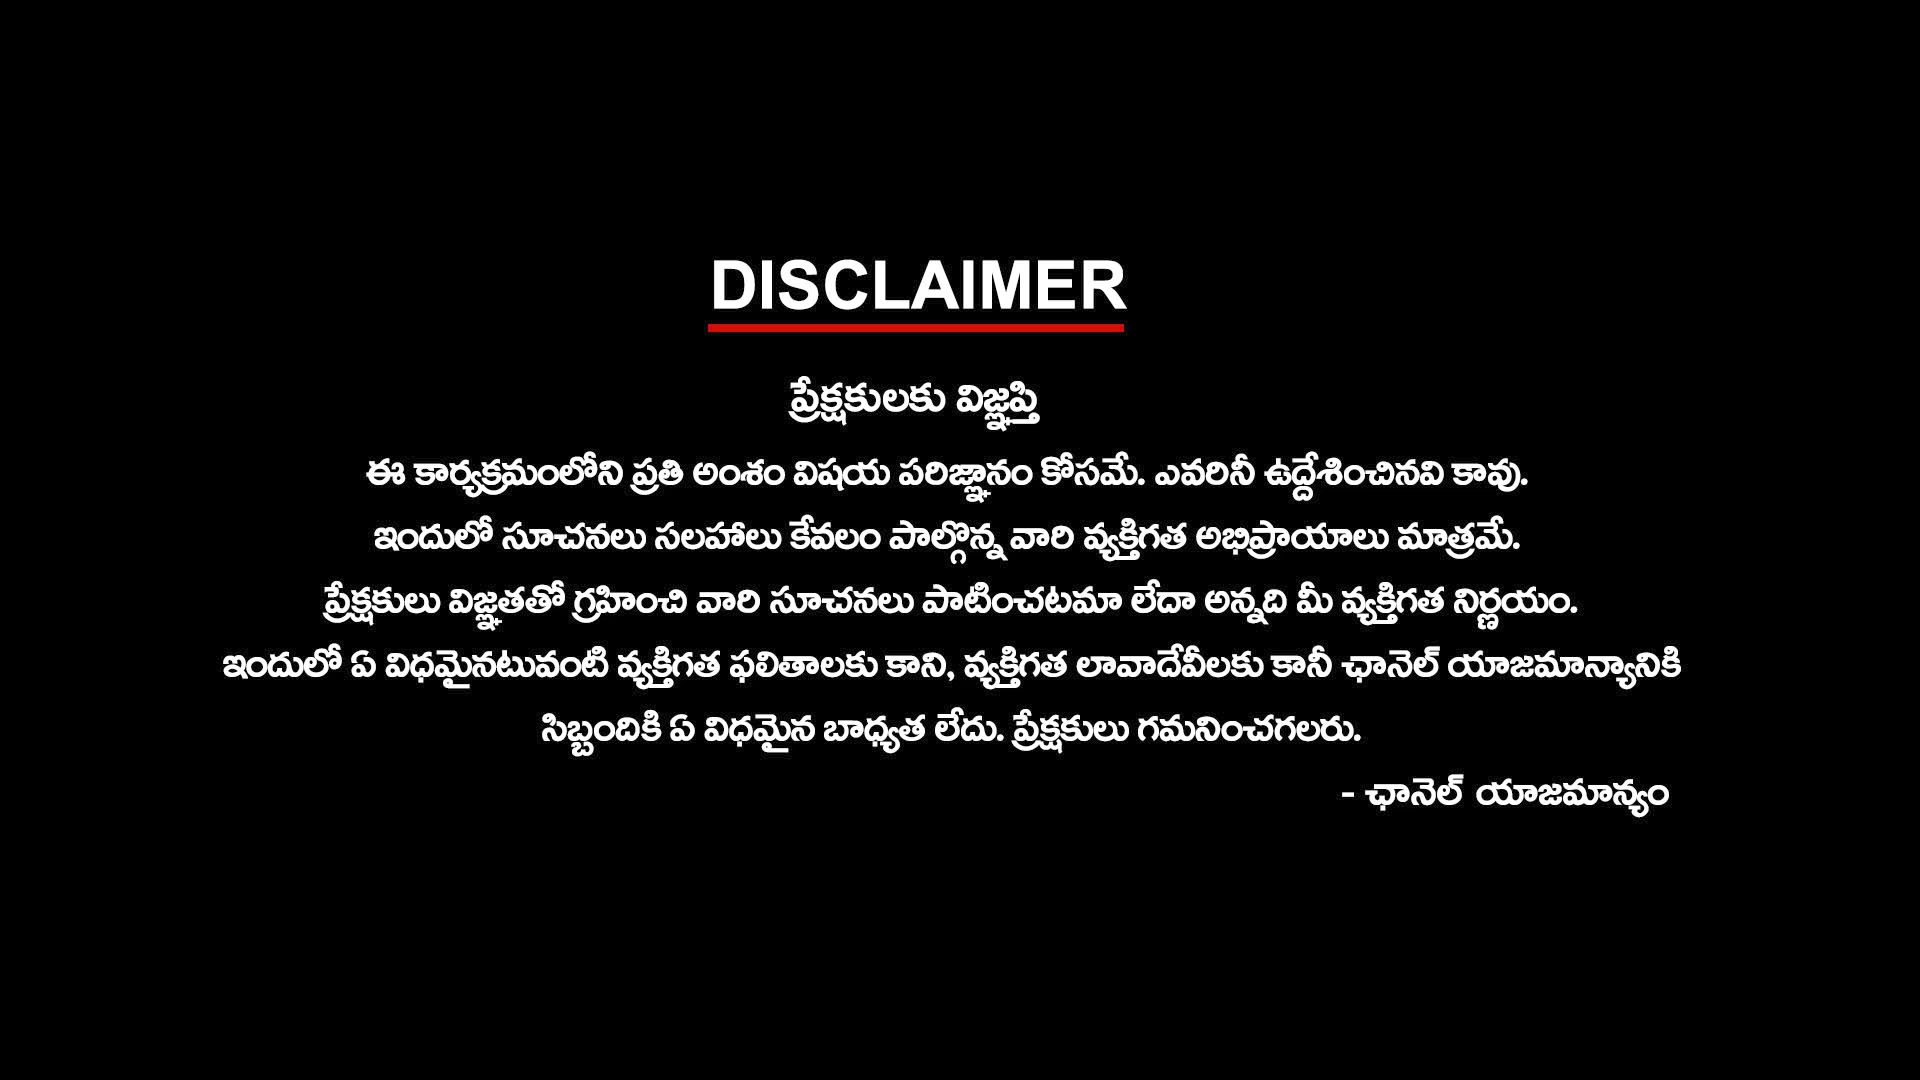 DISCLAIMER
ప్రేక్షకులకు విజ్ఞప్తి
ఈ కార్యక్రమంలోని ప్రతి అంశం విషయ పరిజ్ఞానం కోసమే. ఎవరినీ ఉద్దేశించినవి కావు.
ఇందులో సూచనలు సలహాలు కేవలం పాల్గొన్న వారి వ్యక్తిగత అభిప్రాయాలు మాత్రమే.
ప్రేక్షకులు విజ్ఞతతో గ్రహించి వారి సూచనలు పాటించటమా లేదా అన్నది మీ వ్యక్తిగత నిర్ణయం.
ఇందులో ఏ విధమైనటువంటి వ్యక్తిగత ఫలితాలకు కాని, వ్యక్తిగత లావాదేవీలకు కానీ ఛానెల్ యాజమాన్యానికి
సిబ్బందికి ఏ విధమైన బాధ్యత లేదు. ప్రేక్షకులు గమనించగలరు.
- ఛానెల్ యాజమాన్యం